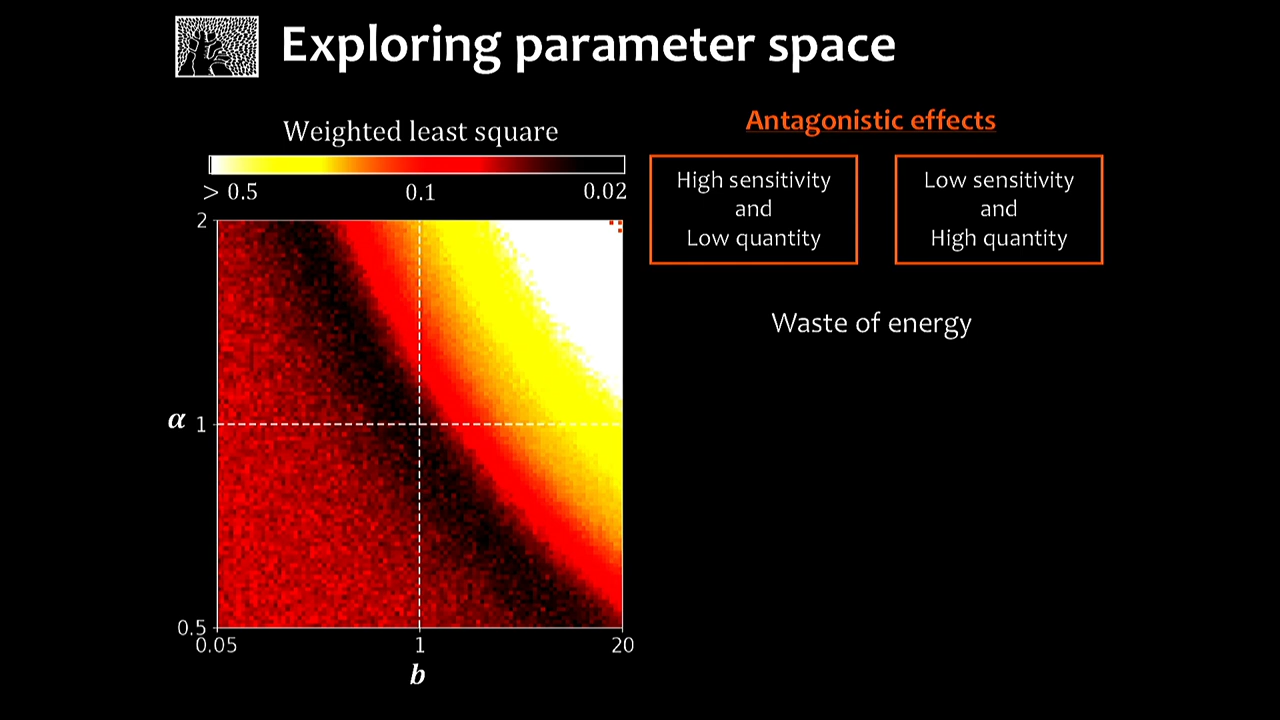 Exploring parameter space
Weighted least square
> 0.5 0.1 0.02
Antagonistic effects
High sensitivity
and
Low quantity
Low sensitivity
and
High quantity
Waste of energy
2
α 1
0.5
0.05 1 20
b